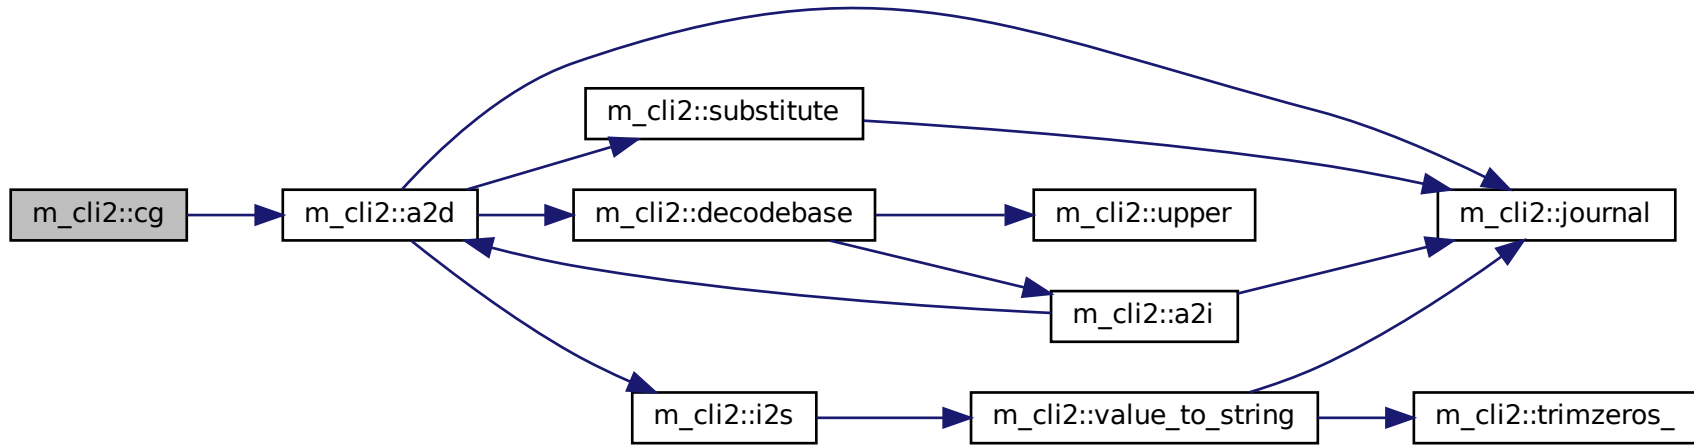 m_cli2::substitute
m_cli2::cg
m_cli2::a2d
m_cli2::decodebase
m_cli2::upper
m_cli2::journal
m_cli2::a2i
m_cli2::i2s
m_cli2::value_to_string
m_cli2::trimzeros_